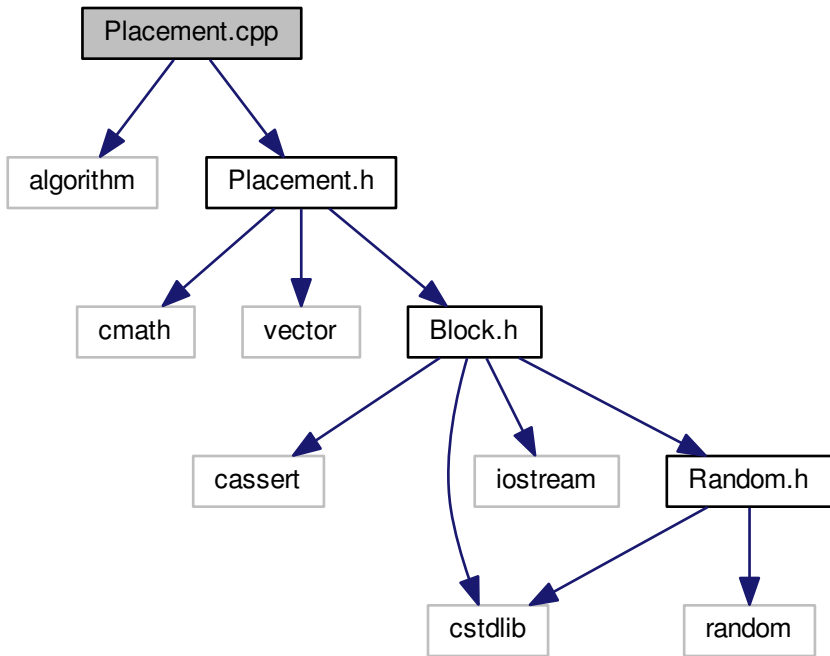 Placement.cpp
algorithm
Placement.h
cmath
vector
Block.h
cassert
iostream
Random.h
cstdlib
random